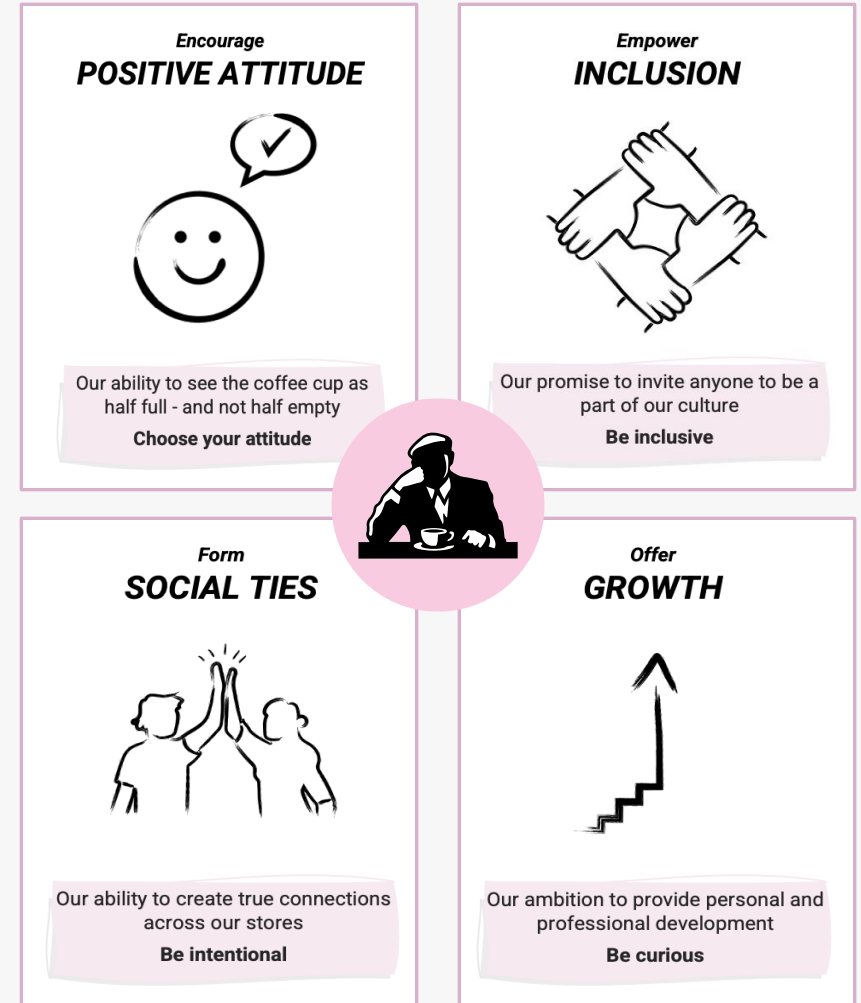 Encourage
POSITIVE ATTITUDE
Our ability to see the coffee cup as
half full - and not half empty
Choose your attitude
Empower
INCLUSION
Our promise to invite anyone to be a
part of our culture
Be inclusive
Form
SOCIAL TIES
Our ability to create true connections
across our stores
Be intentional
Offer
GROWTH
Our ambition to provide personal and
professional development
Be curious